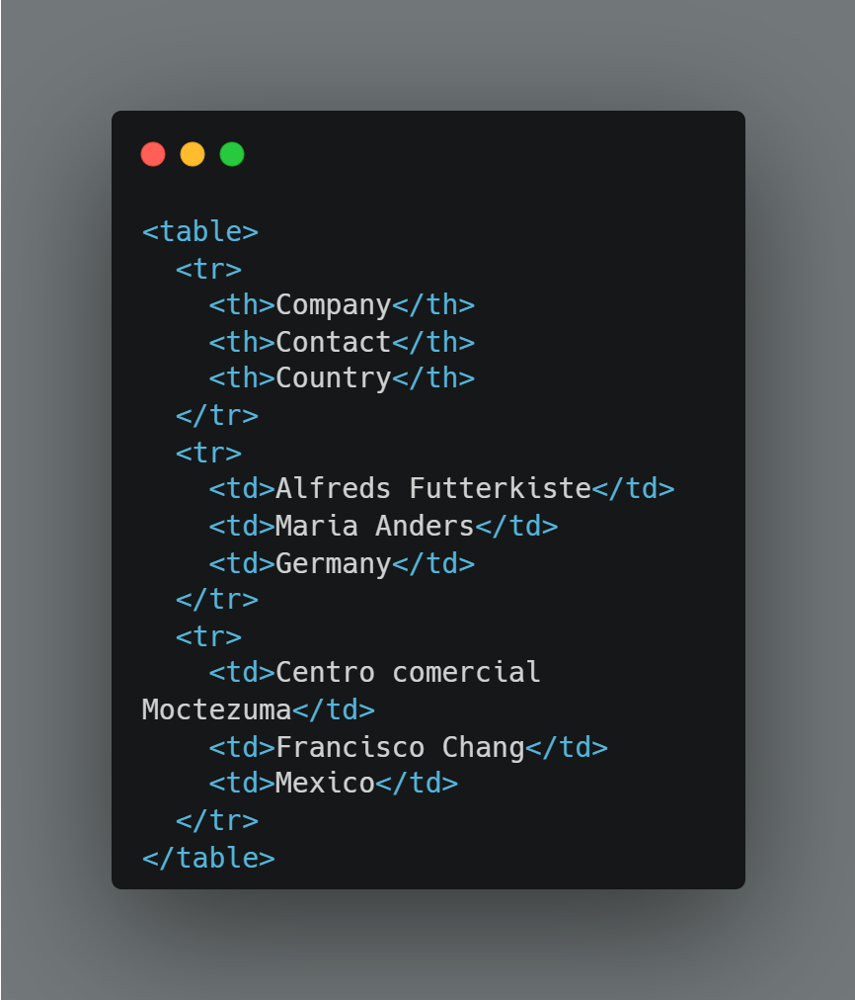 <table>
  <tr>
    <th>Company</th>
    <th>Contact</th>
    <th>Country</th>
  </tr>
  <tr>
    <td>Alfreds Futterkiste</td>
    <td>Maria Anders</td>
    <td>Germany</td>
  </tr>
  <tr>
    <td>Centro comercial
Moctezuma</td>
    <td>Francisco Chang</td>
    <td>Mexico</td>
  </tr>
</table>